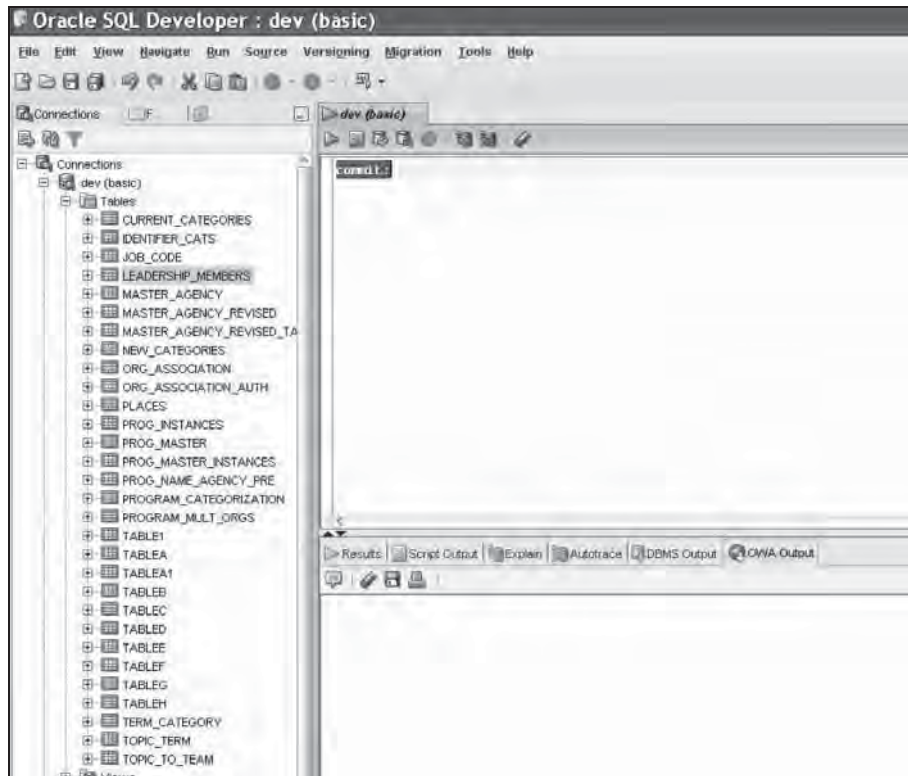 Oracle SQL Developer : dev (basic)
File Edit View Navigate Run Source Versioning Migration Tools Help
Connections
dev (basic)
Connections
dev (basic)
Tables
CURRENT_CATEGORIES
IDENTIFIER_CATS
JOB_CODE
LEADERSHIP_MEMBERS
MASTER_AGENCY
MASTER_AGENCY_REVISED
MASTER_AGENCY_REVISED_TA
NEW_CATEGORIES
ORG_ASSOCIATION
ORG_ASSOCIATION_AUTH
PLACES
PROG_INSTANCES
PROG_MASTER
PROG_MASTER_INSTANCES
PROG_NAME_AGENCY_PRE
PROGRAM_CATEGORIZATION
PROGRAM_MULT_ORGS
TABLE1
TABLEA
TABLEA1
TABLEB
TABLEC
TABLED
TABLEE
TABLEF
TABLEG
TABLEH
TERM_CATEGORY
TOPIC_TERM
TOPIC_TO_TEAM
Views
commit;
Results Script Output Explain Autotrace DBMS Output OWA Output